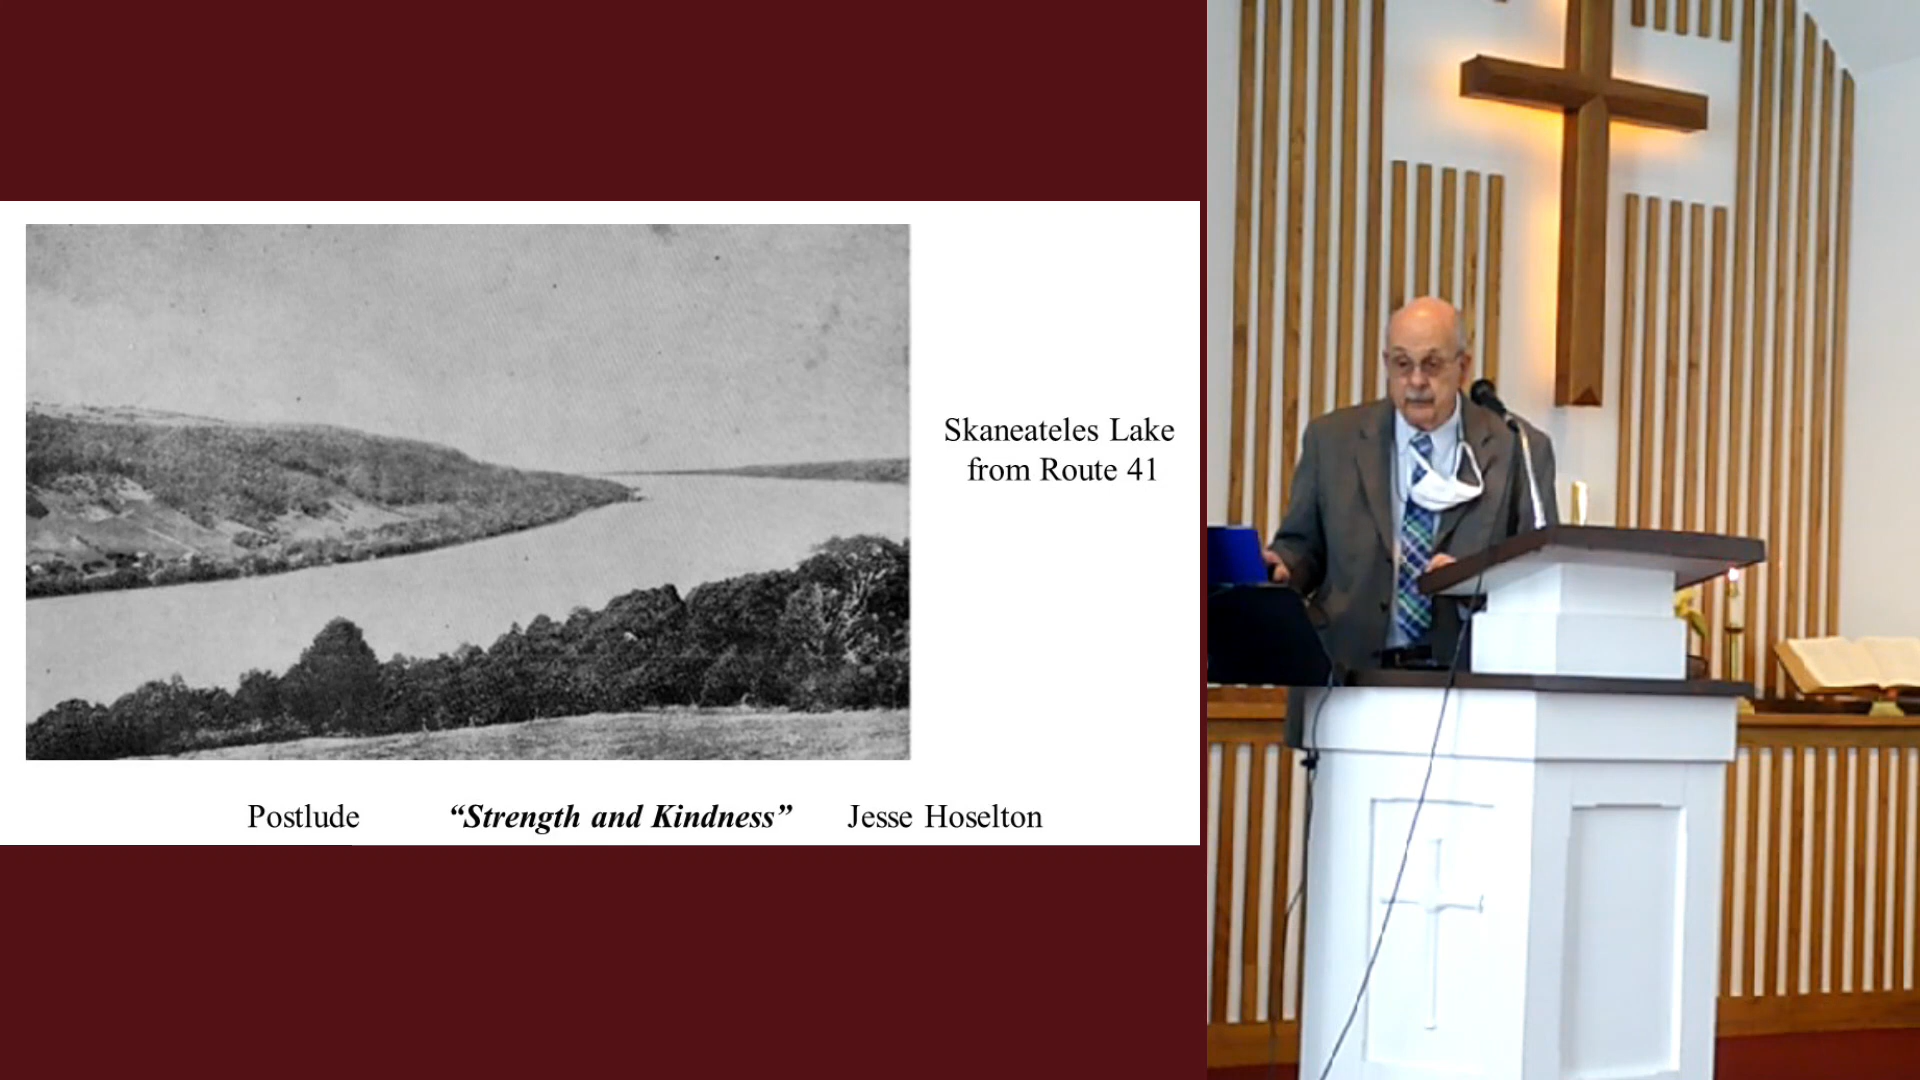 Skaneateles Lake
from Route 41
Postlude “Strength and Kindness” Jesse Hoselton